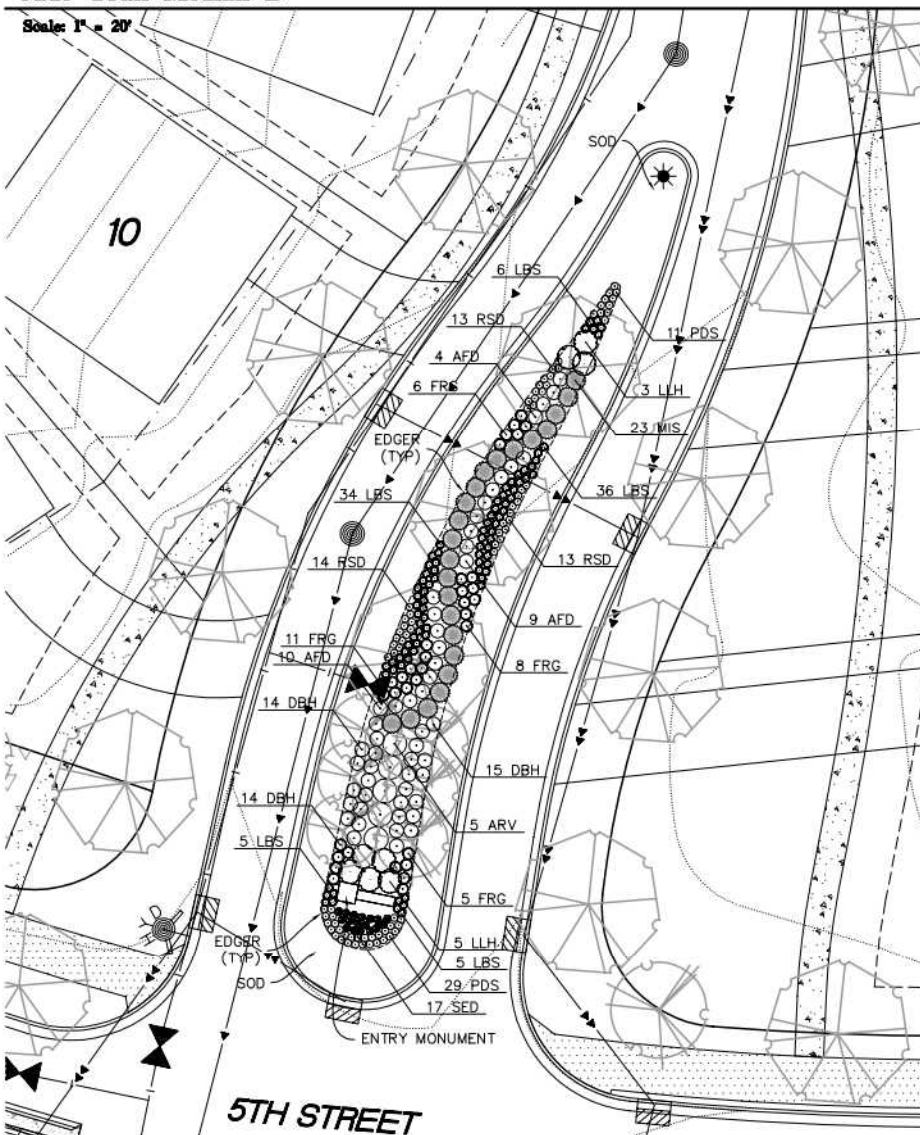 Scale: 1" = 20'
SOD
10
6 LBS
13 RSD
11 PDS
4 AFD
3 LLH
6 FRG
23 MIS
EDGER
(TYP)
36 LBS
34 LBS
13 RSD
14 RSD
9 AFD
11 FRG
8 FRG
10 AFD
14 DBH
15 DBH
14 DBH
5 ARV
5 LBS
5 FRG
EDGER
(TYP)
5 LLH
5 LBS
SOD
29 PDS
17 SED
ENTRY MONUMENT
5TH STREET